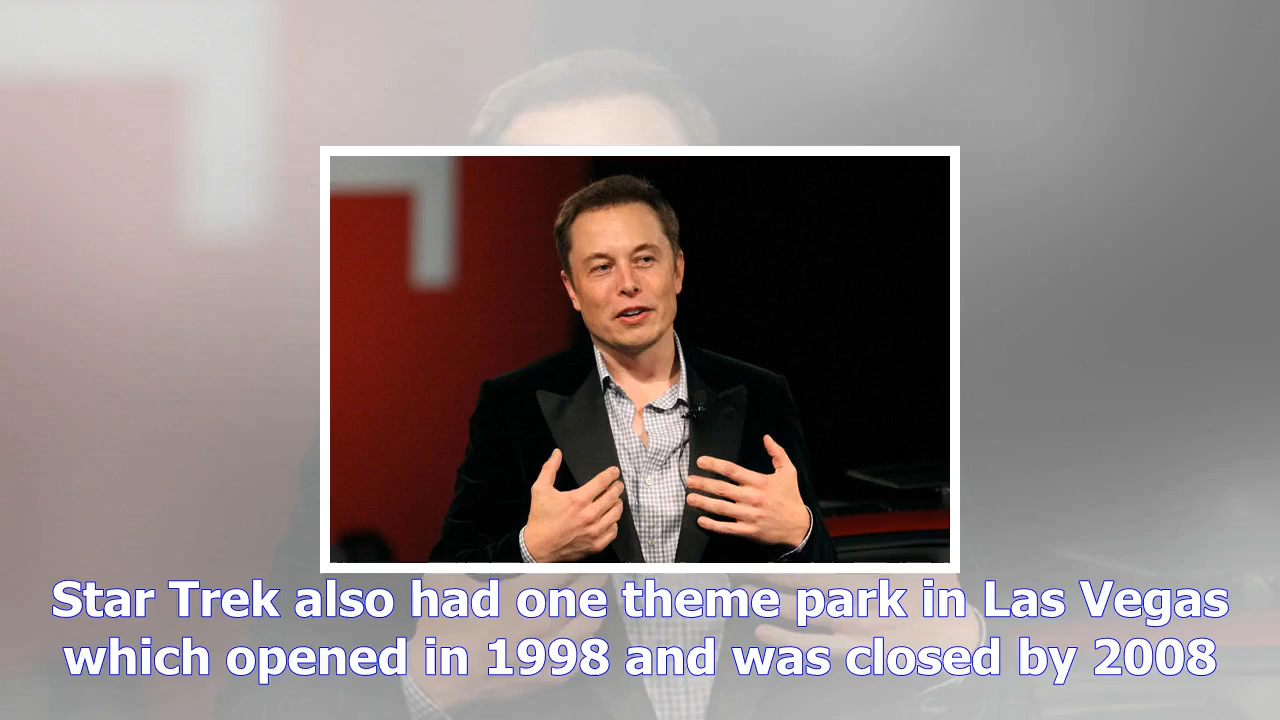 Star Trek also had one theme park in Las Vegas
which opened in 1998 and was closed by 2008